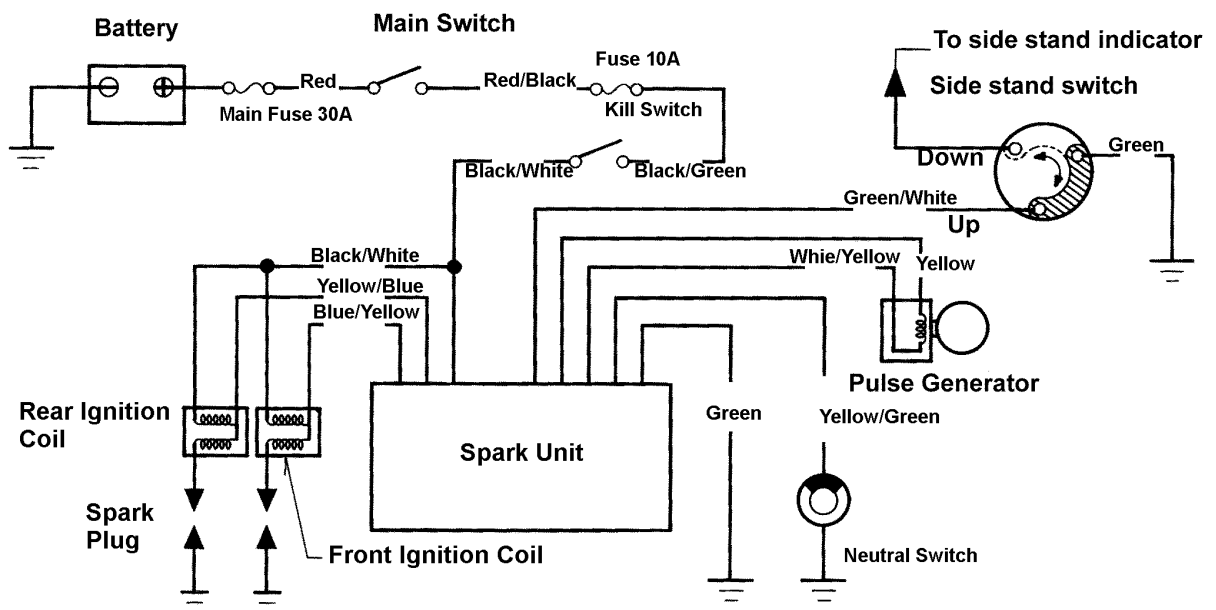 Battery
Main Switch
Fuse 10A
To side stand indicator
Side stand switch
Red
Red/Black
Main Fuse 30A
Kill Switch
Down
Green
Black/White
Black/Green
Green/White
Up
Black/White
Whie/Yellow
Yellow
Yellow/Blue
Blue/Yellow
Pulse Generator
Rear Ignition
Coil
Green
Yellow/Green
Spark Unit
Spark
Plug
Front Ignition Coil
Neutral Switch